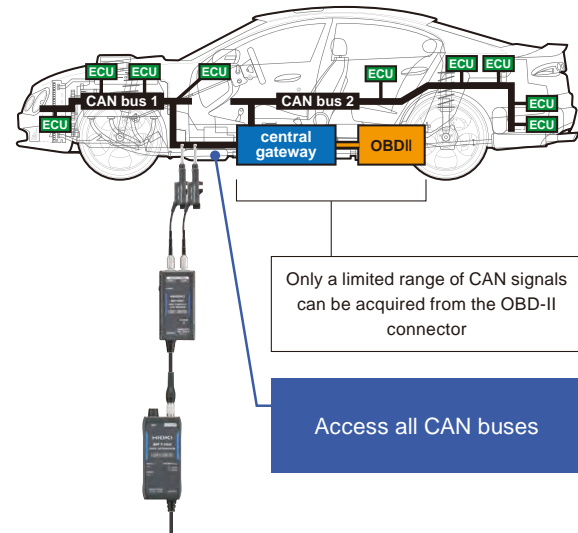 ECU
ECU
ECU
ECU
ECU
ECU
CAN bus 1
CAN bus 2
ECU
ECU
ECU
central
gateway
OBDII
Only a limited range of CAN signals
can be acquired from the OBD-II
connector
HIOKI
Access all CAN buses
HIOKI